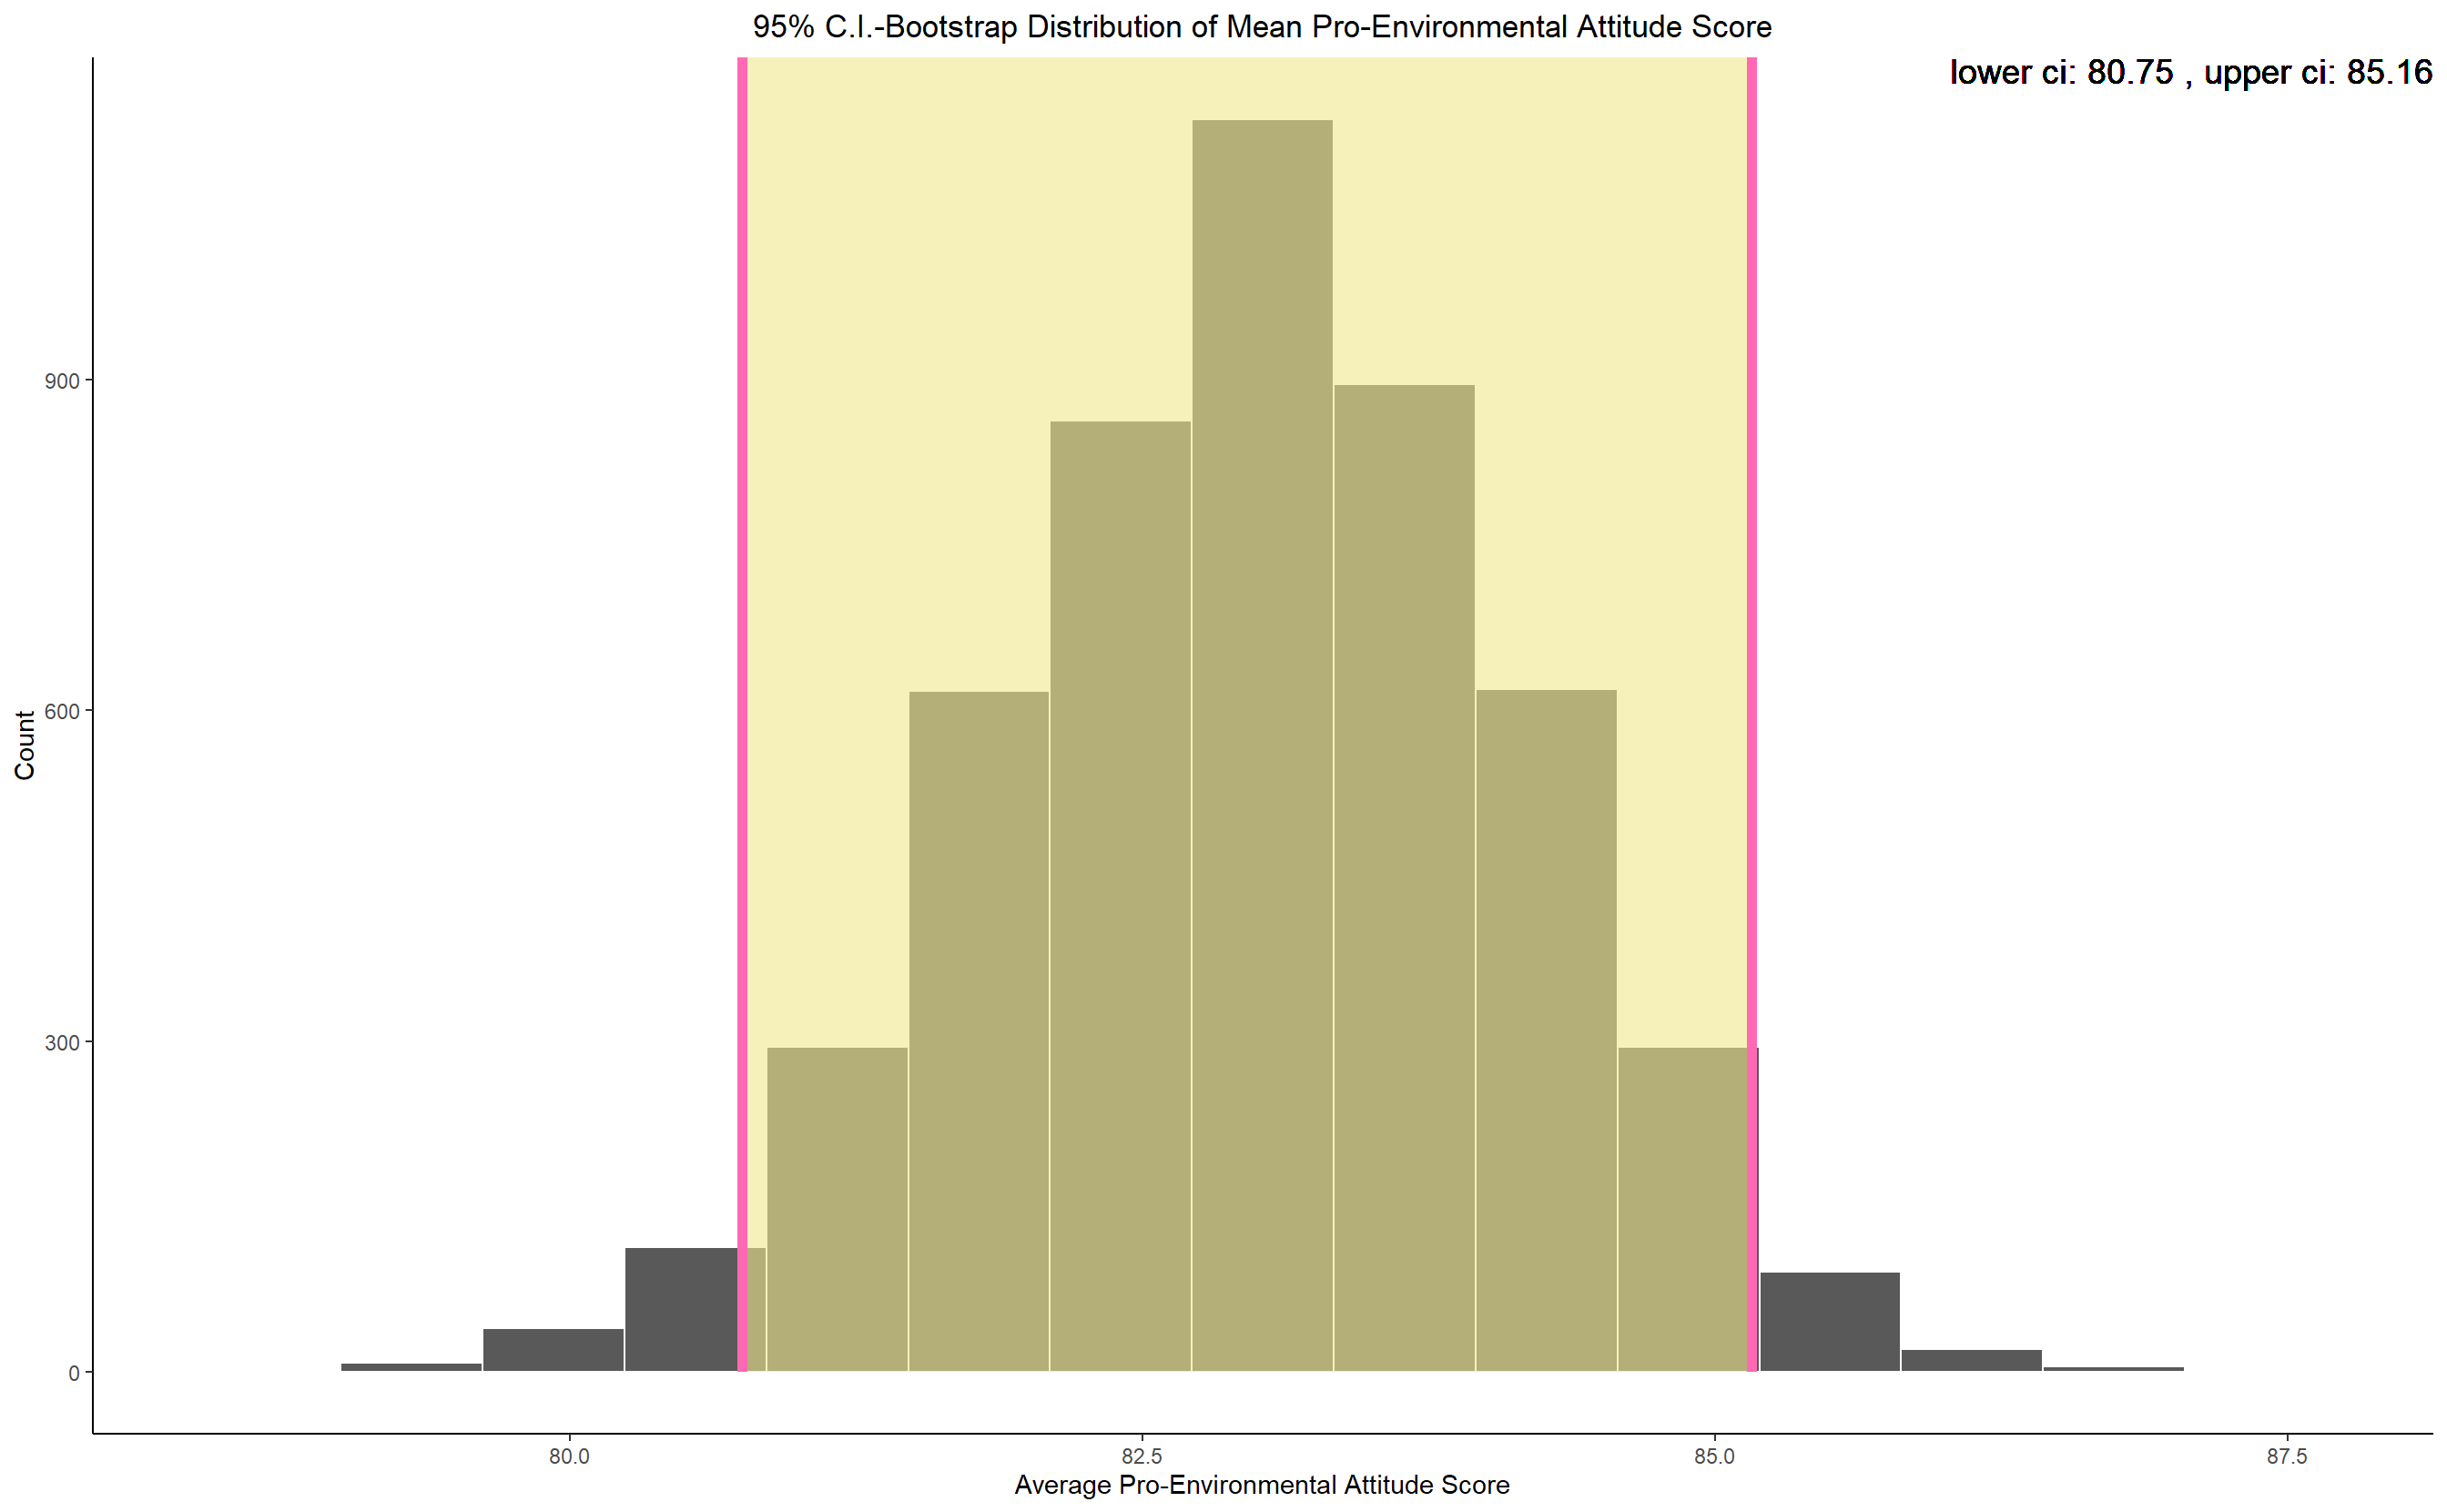 95% C.I.-Bootstrap Distribution of Mean Pro-Environmental Attitude Score
lower ci: 80.75 , upper ci: 85.16
Count
900
600
300
0
80.0
82.5
85.0
87.5
Average Pro-Environmental Attitude Score